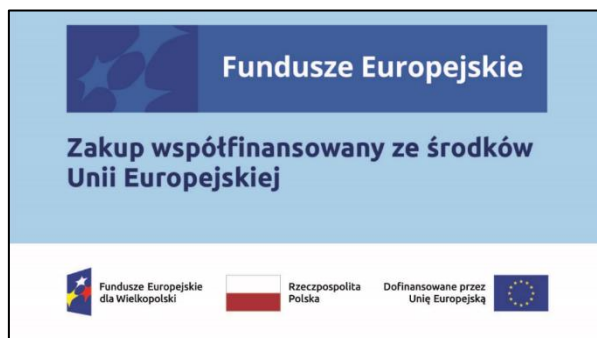 Fundusze Europejskie
Zakup współfinansowany ze środków
Unii Europejskiej
Fundusze Europejskie
dla Wielkopolski
Rzeczpospolita
Polska
Dofinansowane przez
Unię Europejską